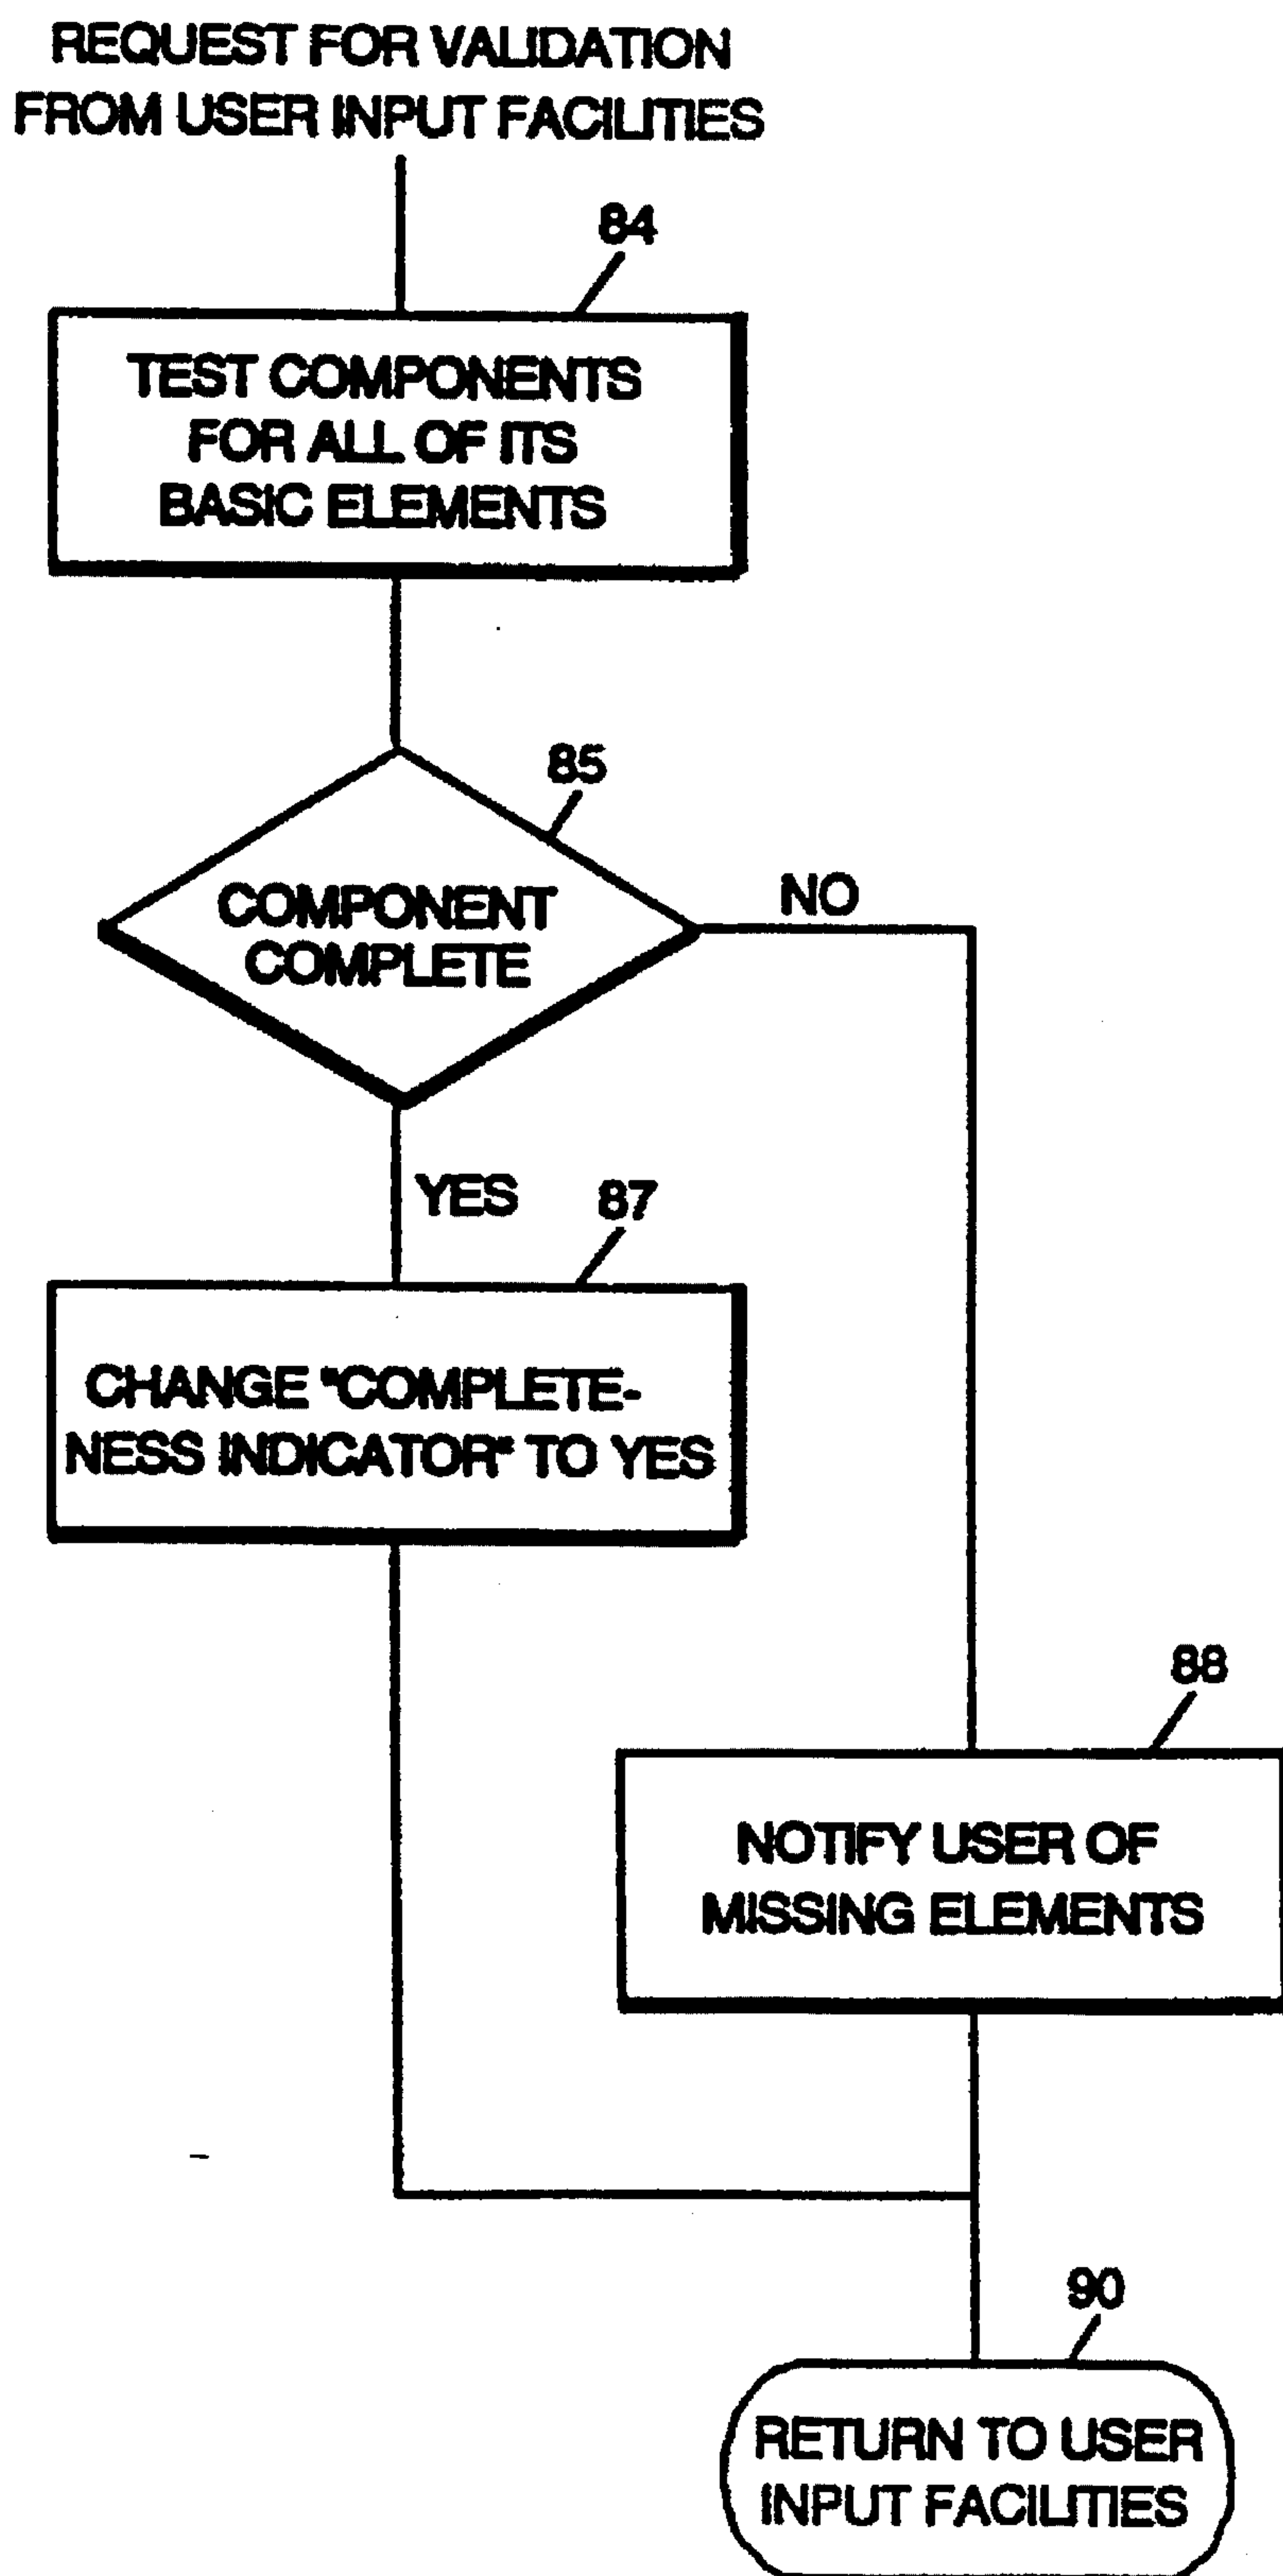 REQUEST FOR VALIDATION
FROM USER INPUT FACILITIES
84
TEST COMPONENTS
FOR ALL OF ITS
BASIC ELEMENTS
85
COMPONENT
COMPLETE
NO
YES
87
CHANGE "COMPLETE-
NESS INDICATOR" TO YES
88
NOTIFY USER OF
MISSING ELEMENTS
90
RETURN TO USER
INPUT FACILITIES